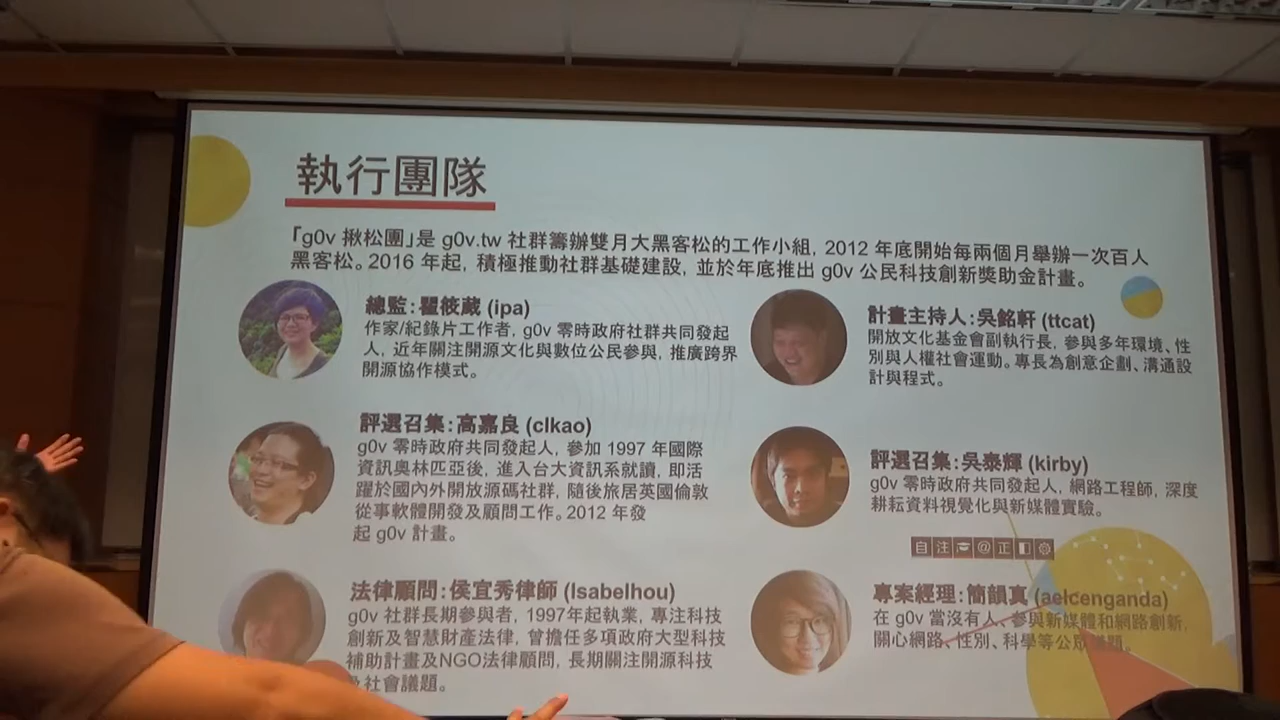 執行團隊
「g0v 揪松團」是 g0v.tw 社群籌辦雙月大黑客松的工作小組, 2012 年底開始每兩個月舉辦一次百人
黑客松。2016 年起, 積極推動社群基礎建設, 並於年底推出 g0v 公民科技創新獎助金計畫。
總監:瞿筱葳 (ipa)
作家/紀錄片工作者, g0v 零時政府社群共同發起
人, 近年關注開源文化與數位公民參與, 推廣跨界
開源協作模式。
計畫主持人:吳銘軒 (ttcat)
開放文化基金會副執行長, 參與多年環境、性
別與人權社會運動。專長為創意企劃、溝通設
計與程式。
評選召集:高嘉良 (clkao)
g0v 零時政府共同發起人, 參加 1997 年國際
資訊奧林匹亞後, 進入台大資訊系就讀, 即活
躍於國內外開放源碼社群, 隨後旅居英國倫敦
從事軟體開發及顧問工作。2012 年發
起 g0v 計畫。
評選召集:吳泰輝 (kirby)
g0v 零時政府共同發起人, 網路工程師, 深度
耕耘資料視覺化與新媒體實驗。
自注@正
法律顧問:侯宜秀律師 (Isabelhou)
g0v 社群長期參與者, 1997年起執業, 專注科技
創新及智慧財產法律, 曾擔任多項政府大型科技
補助計畫及NGO法律顧問, 長期關注開源科技
及社會議題。
專案經理:簡韻真 (aelcenganda)
在 g0v 當沒有人, 參與新媒體和網路創新,
關心網路、性別、科學等公眾議題。